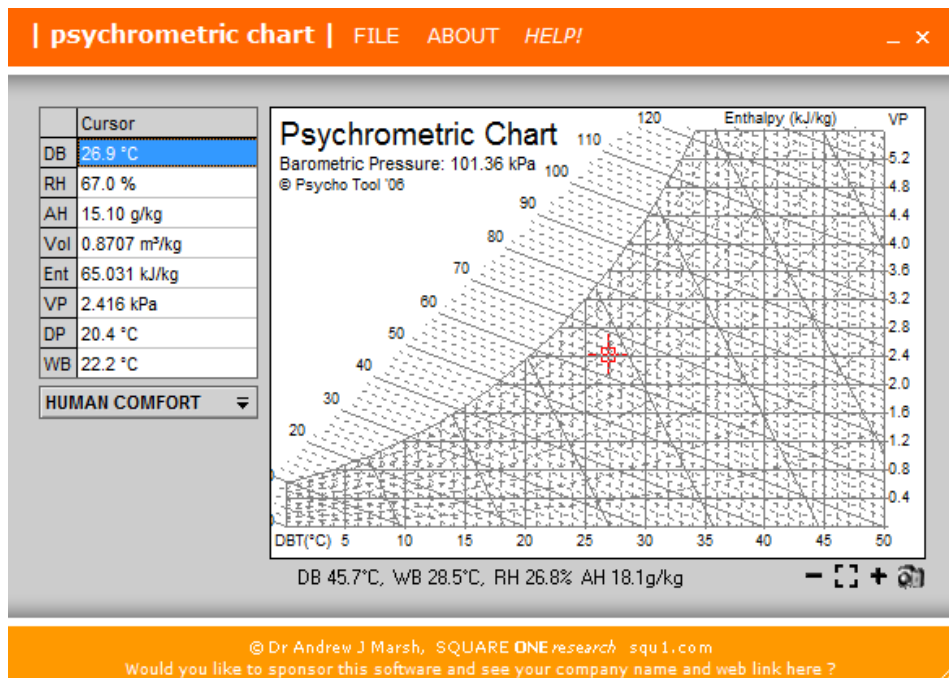 | psychrometric chart | FILE ABOUT HELP!
Cursor
DB 26.9 °C
RH 67.0 %
AH 15.10 g/kg
Vol 0.8707 m³/kg
Ent 65.031 kJ/kg
VP 2.416 kPa
DP 20.4 °C
WB 22.2 °C
HUMAN COMFORT
Psychrometric Chart
Barometric Pressure: 101.36 kPa
© Psycho Tool '06
Enthalpy (kJ/kg)
VP
120
110
100
90
80
70
60
50
40
30
20
5.2
4.8
4.4
4.0
3.6
3.2
2.8
2.4
2.0
1.6
1.2
0.8
0.4
DBT(°C) 5 10 15 20 25 30 35 40 45 50
DB 45.7°C, WB 28.5°C, RH 26.8% AH 18.1g/kg
© Dr Andrew J Marsh, SQUARE ONE research squ1.com
Would you like to sponsor this software and see your company name and web link here ?